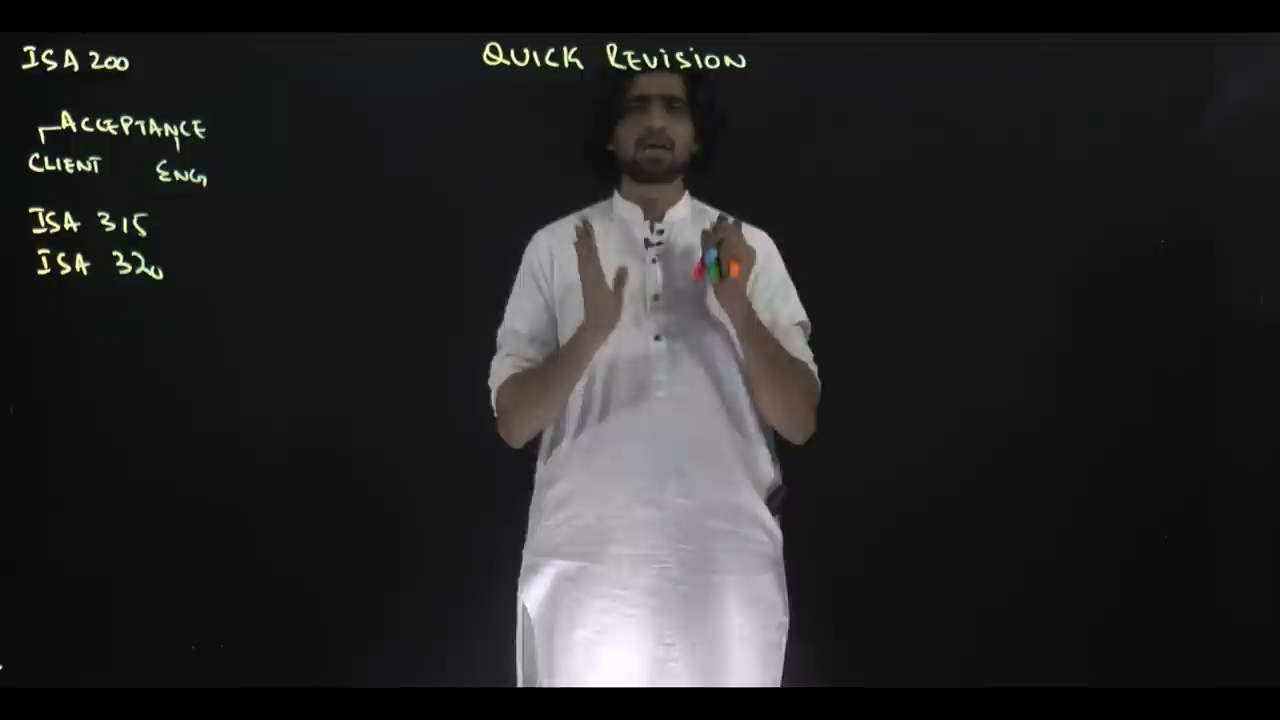 ISA 200
QUICK REVISION
ACCEPTANCE
CLIENT ENG
ISA 315
ISA 320